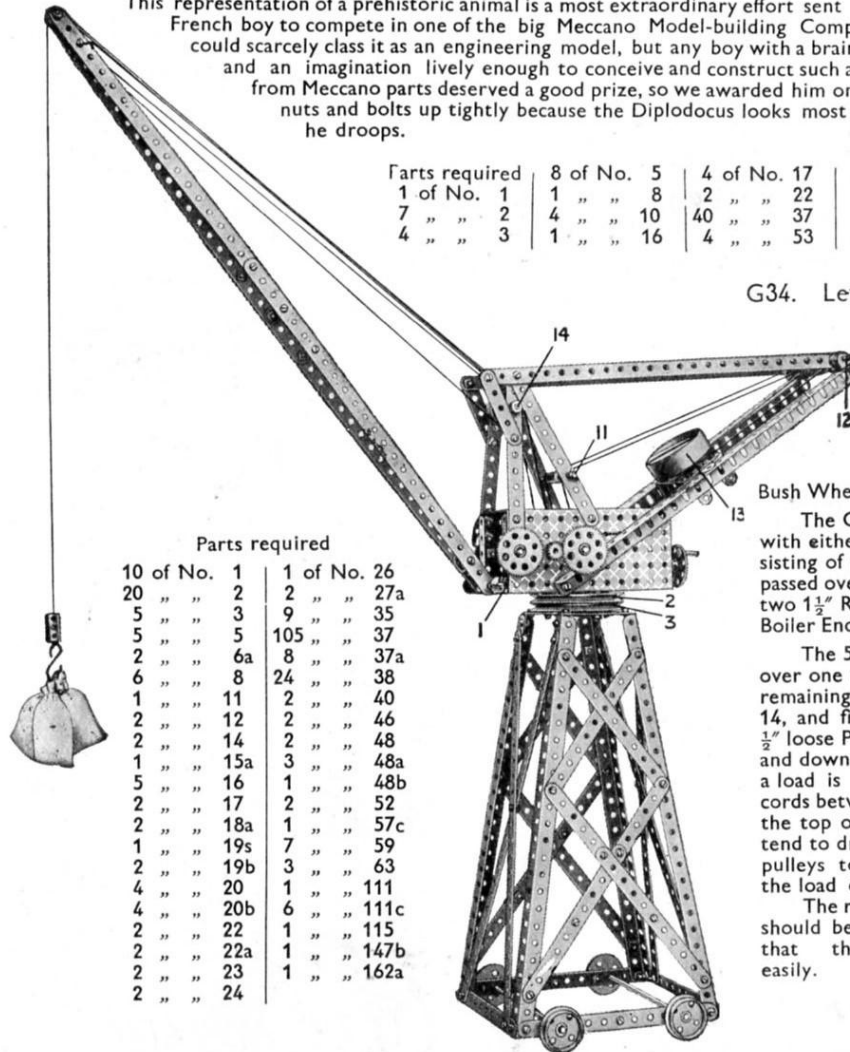 This representation of a prehistoric animal is a most extraordinary effort sent
French boy to compete in one of the big Meccano Model-building Comp
could scarcely class it as an engineering model, but any boy with a brain
and an imagination lively enough to conceive and construct such a
from Meccano parts deserved a good prize, so we awarded him or
nuts and bolts up tightly because the Diplodocus looks most
he droops.
Parts required | 8 of No. 5 | 4 of No. 17
1 of No. 1 | 1 „ „ 8 | 2 „ „ 22
7 „ „ 2 | 4 „ „ 10 | 40 „ „ 37
4 „ „ 3 | 1 „ „ 16 | 4 „ „ 53
G34. Le
14
12
11
13
1
2
3
Parts required
10 of No. 1 | 1 of No. 26
20 „ „ 2 | 2 „ „ 27a
5 „ „ 3 | 9 „ „ 35
5 „ „ 5 | 105 „ „ 37
2 „ „ 6a | 8 „ „ 37a
6 „ „ 8 | 24 „ „ 38
1 „ „ 11 | 2 „ „ 40
2 „ „ 12 | 2 „ „ 46
2 „ „ 14 | 2 „ „ 48
1 „ „ 15a | 3 „ „ 48a
5 „ „ 16 | 1 „ „ 48b
2 „ „ 17 | 2 „ „ 52
2 „ „ 18a | 1 „ „ 57c
1 „ „ 19s | 7 „ „ 59
2 „ „ 19b | 3 „ „ 63
4 „ „ 20 | 1 „ „ 111
4 „ „ 20b | 6 „ „ 111c
2 „ „ 22 | 1 „ „ 115
2 „ „ 22a | 1 „ „ 147b
2 „ „ 23 | 1 „ „ 162a
2 „ „ 24
Bush Whe
The C
with eithe
sisting of
passed ove
two 1½″ R
Boiler Enc
The 5
over one
remaining
14, and fi
½″ loose P
and down
a load is
cords betv
the top o
tend to d
pulleys to
the load
The r
should be
that th
easily.